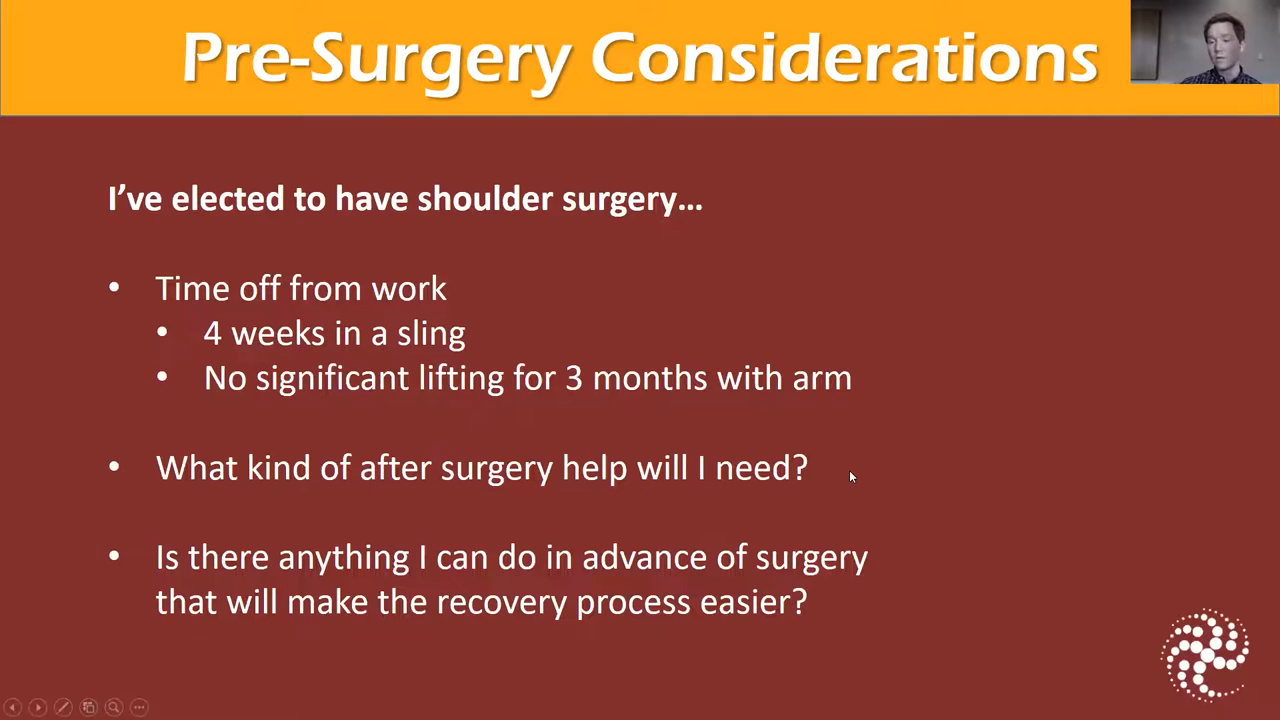 Pre-Surgery Considerations
I’ve elected to have shoulder surgery…
• Time off from work
• 4 weeks in a sling
• No significant lifting for 3 months with arm
• What kind of after surgery help will I need?
• Is there anything I can do in advance of surgery
that will make the recovery process easier?